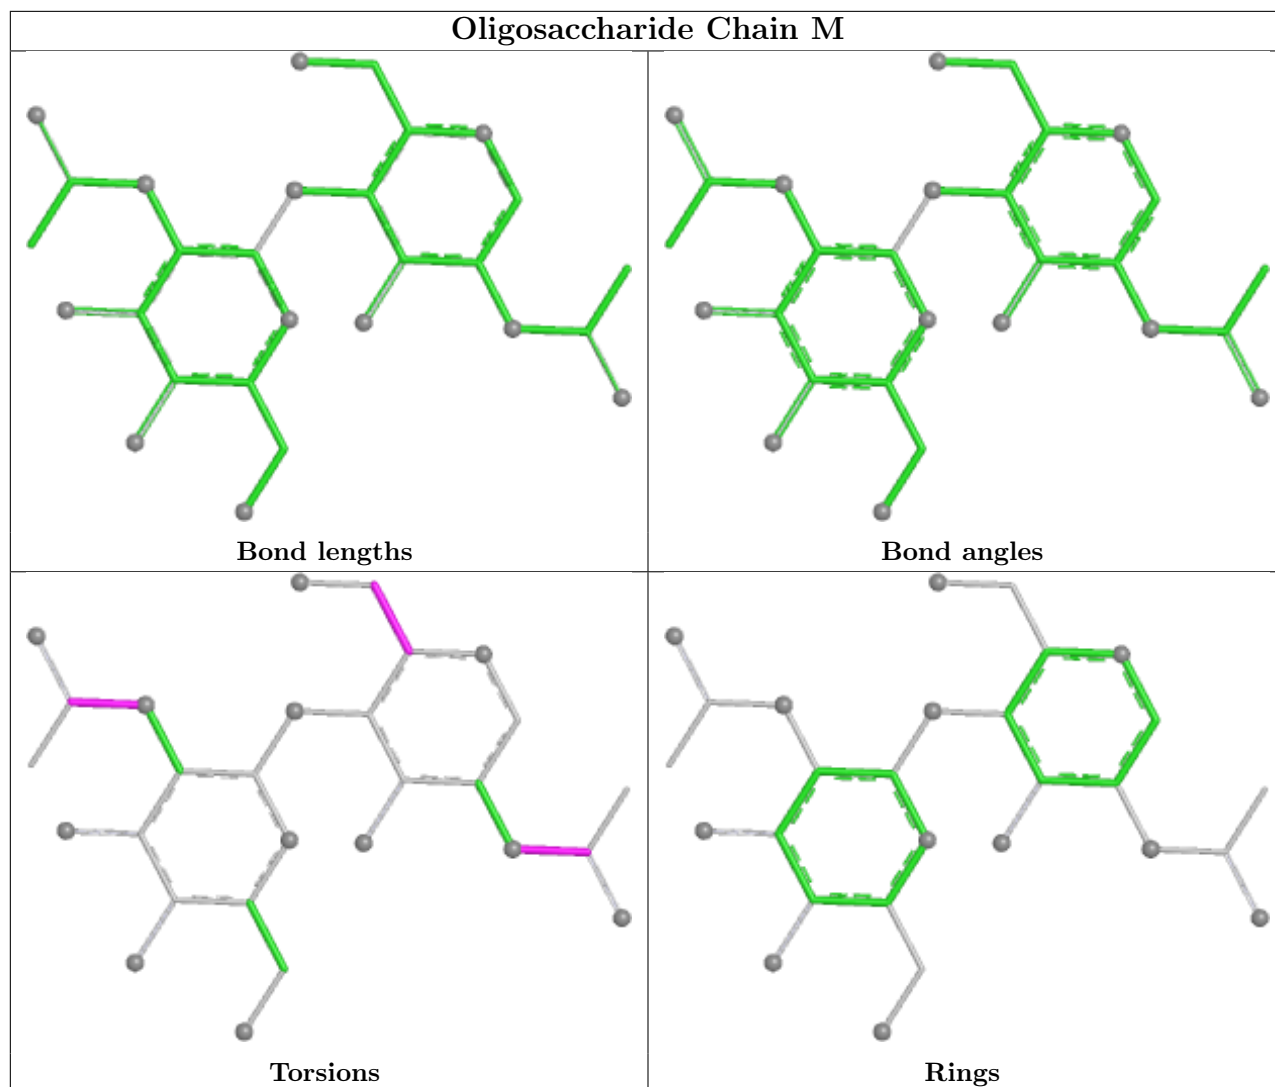 Oligosaccharide Chain M
Bond lengths
Bond angles
Torsions
Rings